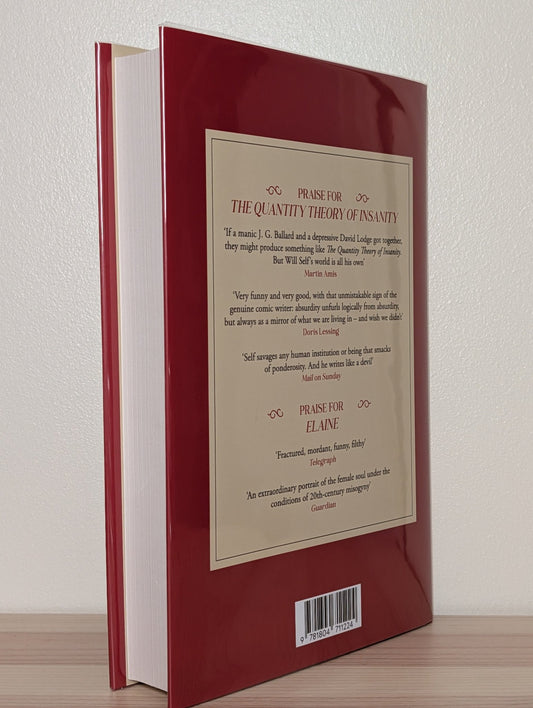 PRAISE FOR
THE QUANTITY THEORY OF INSANITY
'If a manic J. G. Ballard and a depressive David Lodge got together,
they might produce something like The Quantity Theory of Insanity.
But Will Self's world is all his own'
Martin Amis
'Very funny and very good, with that unmistakable sign of the
genuine comic writer: absurdity unfurls logically from absurdity,
but always as a mirror of what we are living in – and wish we didn't'
Doris Lessing
'Self savages any human institution or being that smacks
of ponderosity. And he writes like a devil'
Mail on Sunday
PRAISE FOR
ELAINE
'Fractured, mordant, funny, filthy'
Telegraph
'An extraordinary portrait of the female soul under the
conditions of 20th-century misogyny'
Guardian
9 781804 711224